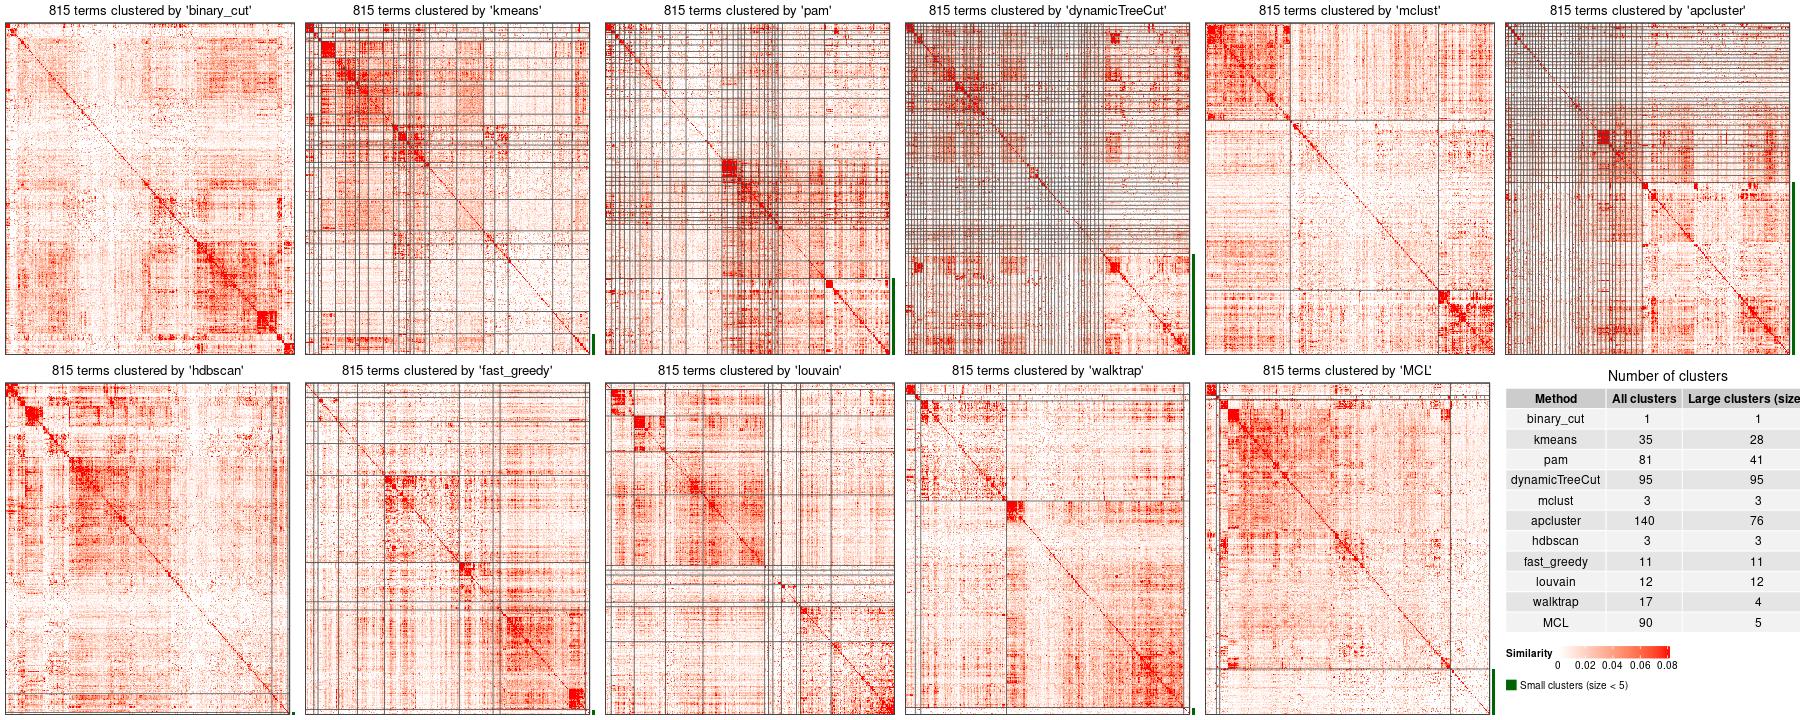 815 terms clustered by 'binary_cut'
815 terms clustered by 'kmeans'
815 terms clustered by 'pam'
815 terms clustered by 'dynamicTreeCut'
815 terms clustered by 'mclust'
815 terms clustered by 'apcluster'
815 terms clustered by 'hdbscan'
815 terms clustered by 'fast_greedy'
815 terms clustered by 'louvain'
815 terms clustered by 'walktrap'
815 terms clustered by 'MCL'
Number of clusters
Method All clusters Large clusters (size
binary_cut 1 1
kmeans 35 28
pam 81 41
dynamicTreeCut 95 95
mclust 3 3
apcluster 140 76
hdbscan 3 3
fast_greedy 11 11
louvain 12 12
walktrap 17 4
MCL 90 5
Similarity
0 0.02 0.04 0.06 0.08
Small clusters (size < 5)